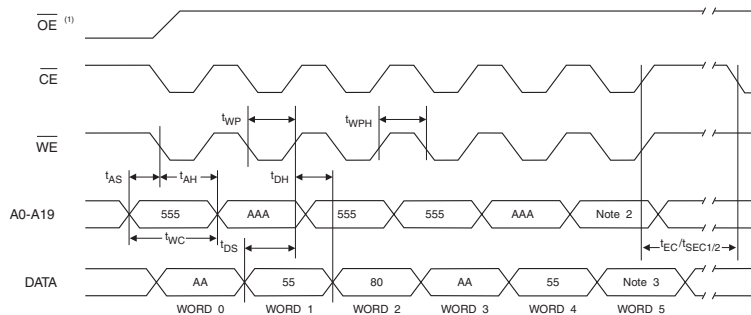 OE (1)
CE
tWP
tWPH
WE
tAS
tAH
tDH
A0-A19
555
AAA
555
555
AAA
Note 2
tWC
tDS
tEC/tSEC1/2
DATA
AA
55
80
AA
55
Note 3
WORD 0
WORD 1
WORD 2
WORD 3
WORD 4
WORD 5